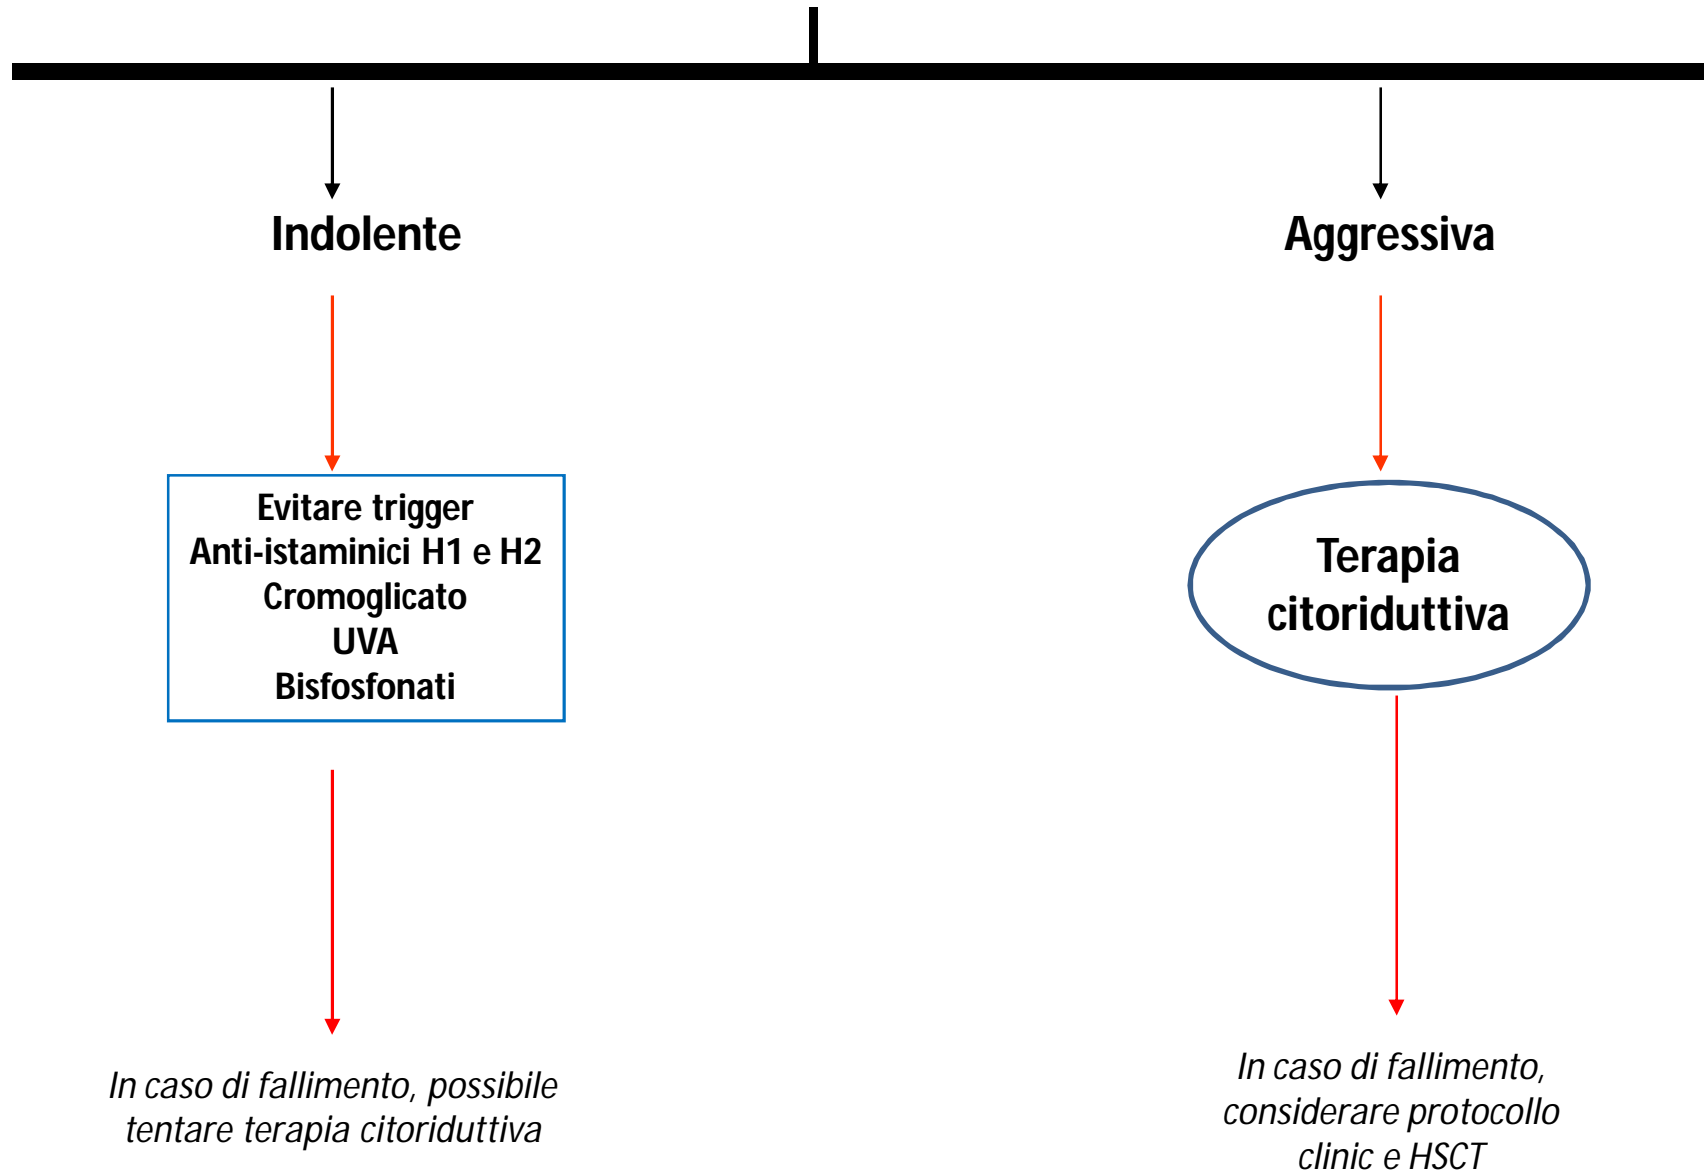 Indolente
Aggressiva
Evitare trigger
Anti-istaminici H1 e H2
Cromoglicato
UVA
Bisfosfonati
Terapia
citoriduttiva
In caso di fallimento, possibile
tentare terapia citoriduttiva
In caso di fallimento,
considerare protocollo
clinic e HSCT